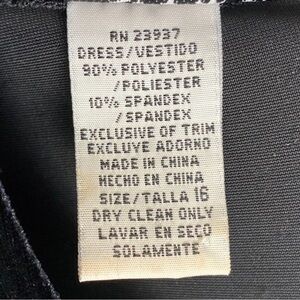 RN 23937
DRESS/VESTIDO
90% POLYESTER
/POLIESTER
10% SPANDEX
/SPANDEX
EXCLUSIVE OF TRIM
EXCLUYE ADORNO
MADE IN CHINA
HECHO EN CHINA
SIZE/TALLA 16
DRY CLEAN ONLY
LAVAR EN SECO
SOLAMENTE